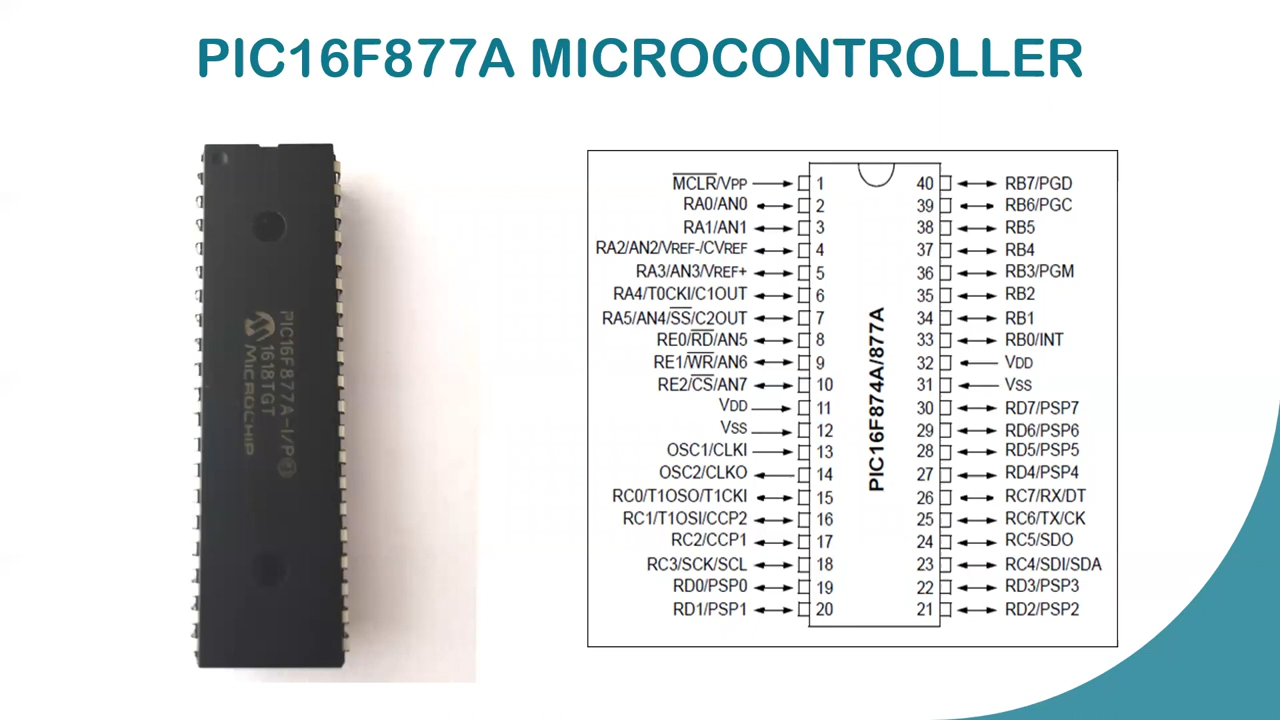 PIC16F877A MICROCONTROLLER
PIC16F877A-I/P
1618TGT
MICROCHIP
MCLR/VPP 1 40 RB7/PGD
RA0/AN0 2 39 RB6/PGC
RA1/AN1 3 38 RB5
RA2/AN2/VREF-/CVREF 4 37 RB4
RA3/AN3/VREF+ 5 36 RB3/PGM
RA4/T0CKI/C1OUT 6 35 RB2
RA5/AN4/SS/C2OUT 7 34 RB1
RE0/RD/AN5 8 33 RB0/INT
RE1/WR/AN6 9 32 VDD
RE2/CS/AN7 10 31 VSS
VDD 11 30 RD7/PSP7
VSS 12 29 RD6/PSP6
OSC1/CLKI 13 28 RD5/PSP5
OSC2/CLKO 14 27 RD4/PSP4
RC0/T1OSO/T1CKI 15 26 RC7/RX/DT
RC1/T1OSI/CCP2 16 25 RC6/TX/CK
RC2/CCP1 17 24 RC5/SDO
RC3/SCK/SCL 18 23 RC4/SDI/SDA
RD0/PSP0 19 22 RD3/PSP3
RD1/PSP1 20 21 RD2/PSP2
PIC16F874A/877A